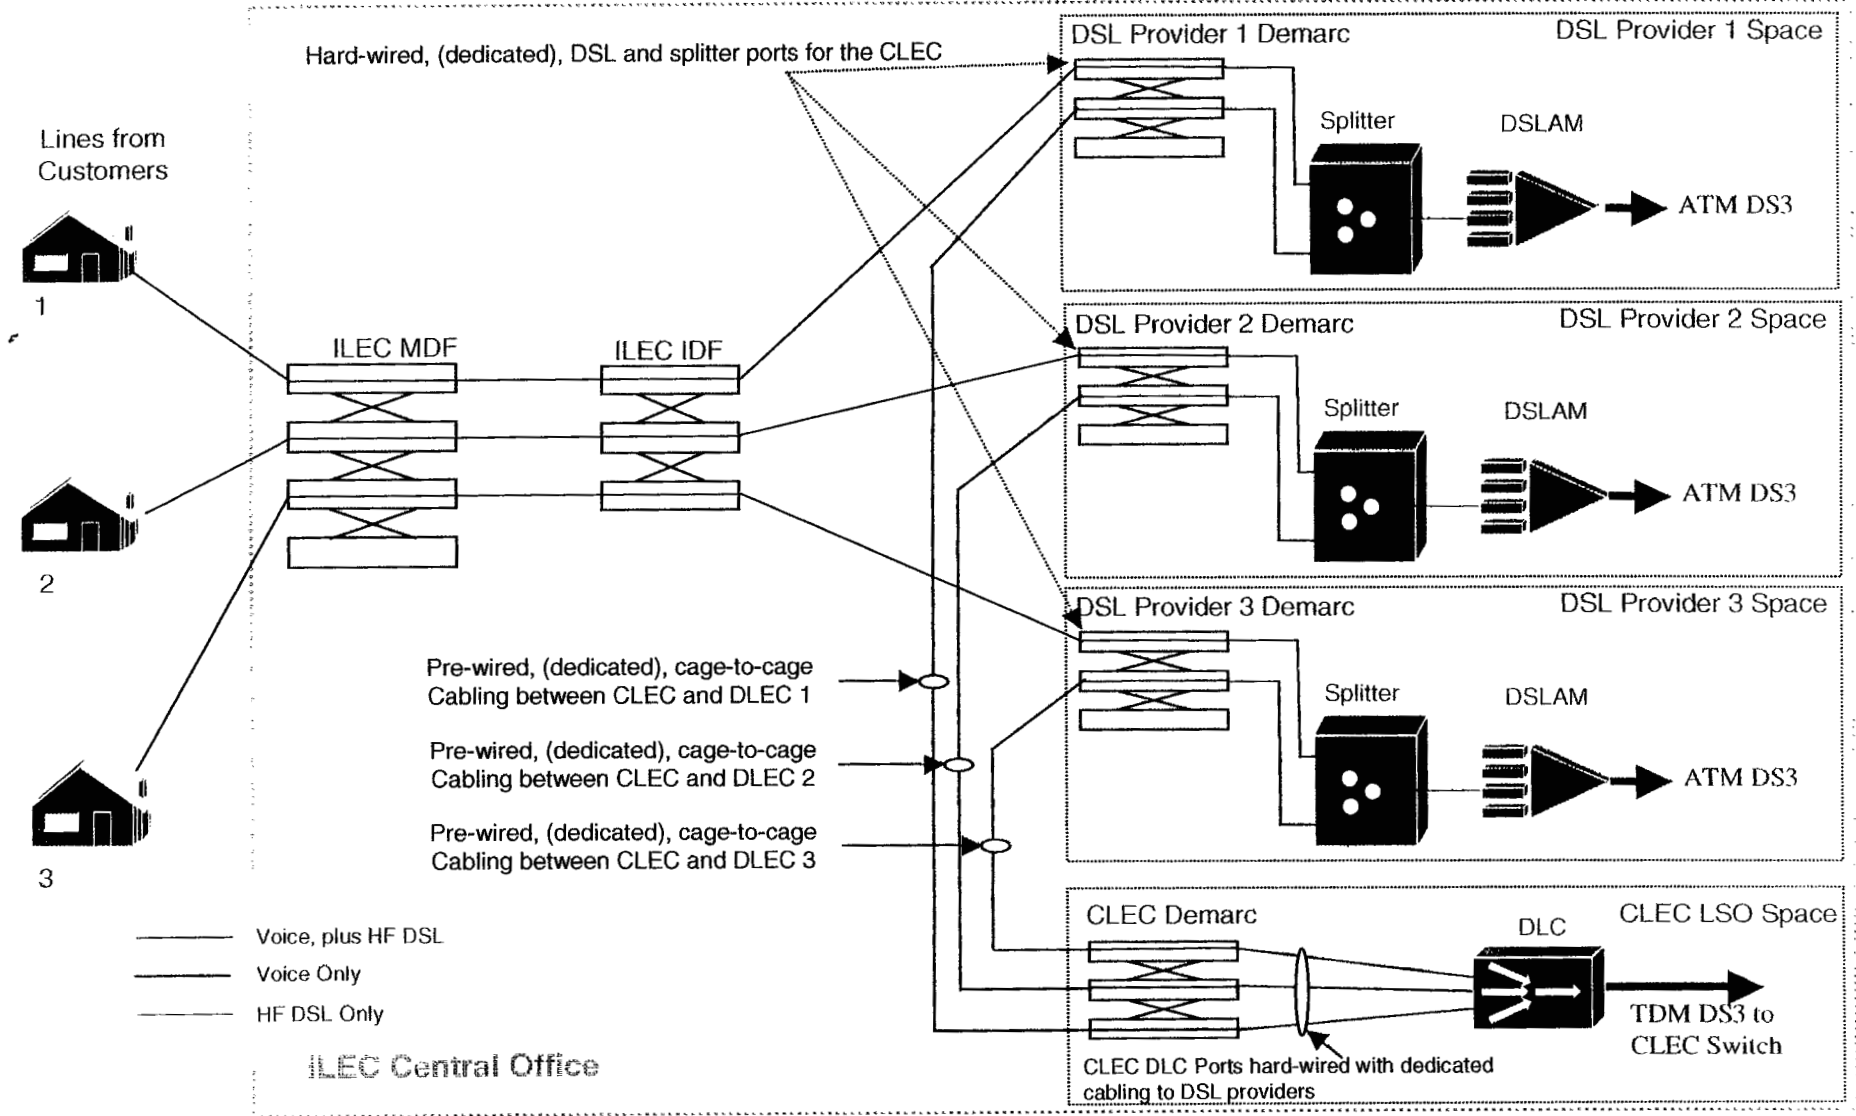 Hard-wired, (dedicated), DSL and splitter ports for the CLEC
DSL Provider 1 Demarc
DSL Provider 1 Space
Lines from
Customers
Splitter
DSLAM
ATM DS3
1
ILEC MDF
ILEC IDF
DSL Provider 2 Demarc
DSL Provider 2 Space
Splitter
DSLAM
ATM DS3
2
DSL Provider 3 Demarc
DSL Provider 3 Space
Pre-wired, (dedicated), cage-to-cage
Cabling between CLEC and DLEC 1
Splitter
DSLAM
ATM DS3
Pre-wired, (dedicated), cage-to-cage
Cabling between CLEC and DLEC 2
Pre-wired, (dedicated), cage-to-cage
Cabling between CLEC and DLEC 3
3
CLEC Demarc
CLEC LSO Space
DLC
Voice, plus HF DSL
Voice Only
HF DSL Only
TDM DS3 to
CLEC Switch
ILEC Central Office
CLEC DLC Ports hard-wired with dedicated
cabling to DSL providers